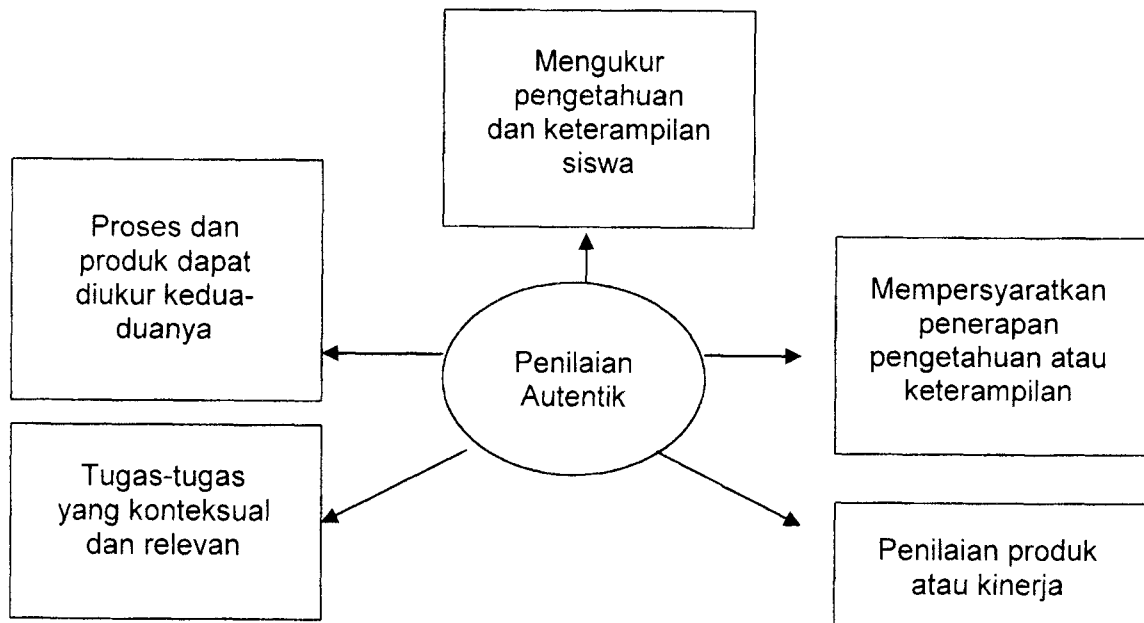 Mengukur
pengetahuan
dan keterampilan
siswa
Proses dan
produk dapat
diukur kedua-
duanya
Mempersyaratkan
penerapan
pengetahuan atau
keterampilan
Penilaian
Autentik
Tugas-tugas
yang konteksual
dan relevan
Penilaian produk
atau kinerja